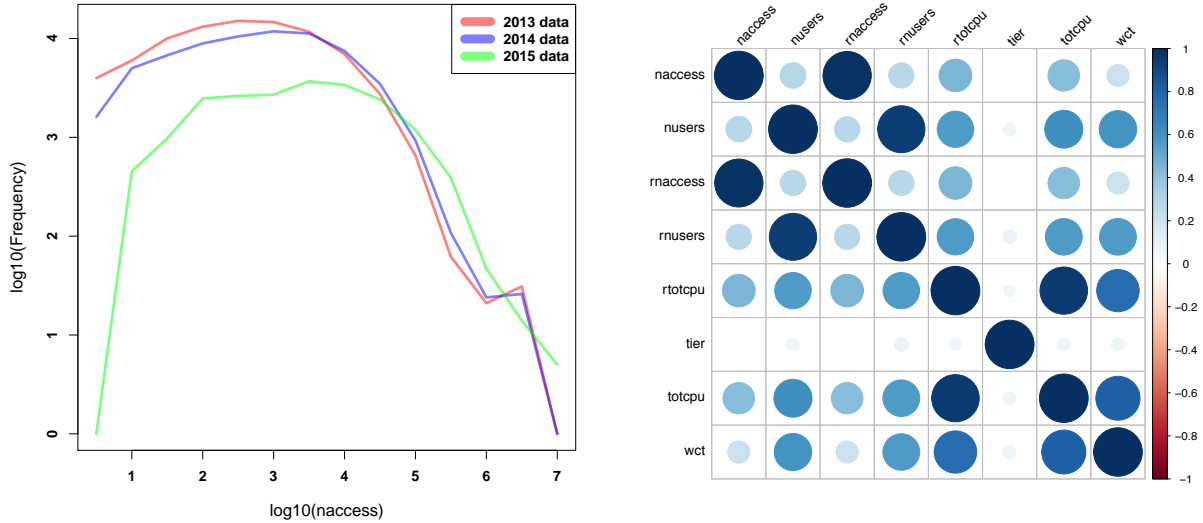 2013 data
2014 data
2015 data
log10(Frequency)
4
3
2
1
0
1 2 3 4 5 6 7
log10(naccess)
naccess nusers rnaccess rnusers rtotcpu tier totcpu wct
naccess
nusers
rnaccess
rnusers
rtotcpu
tier
totcpu
wct
1
0.8
0.6
0.4
0.2
0
−0.2
−0.4
−0.6
−0.8
−1